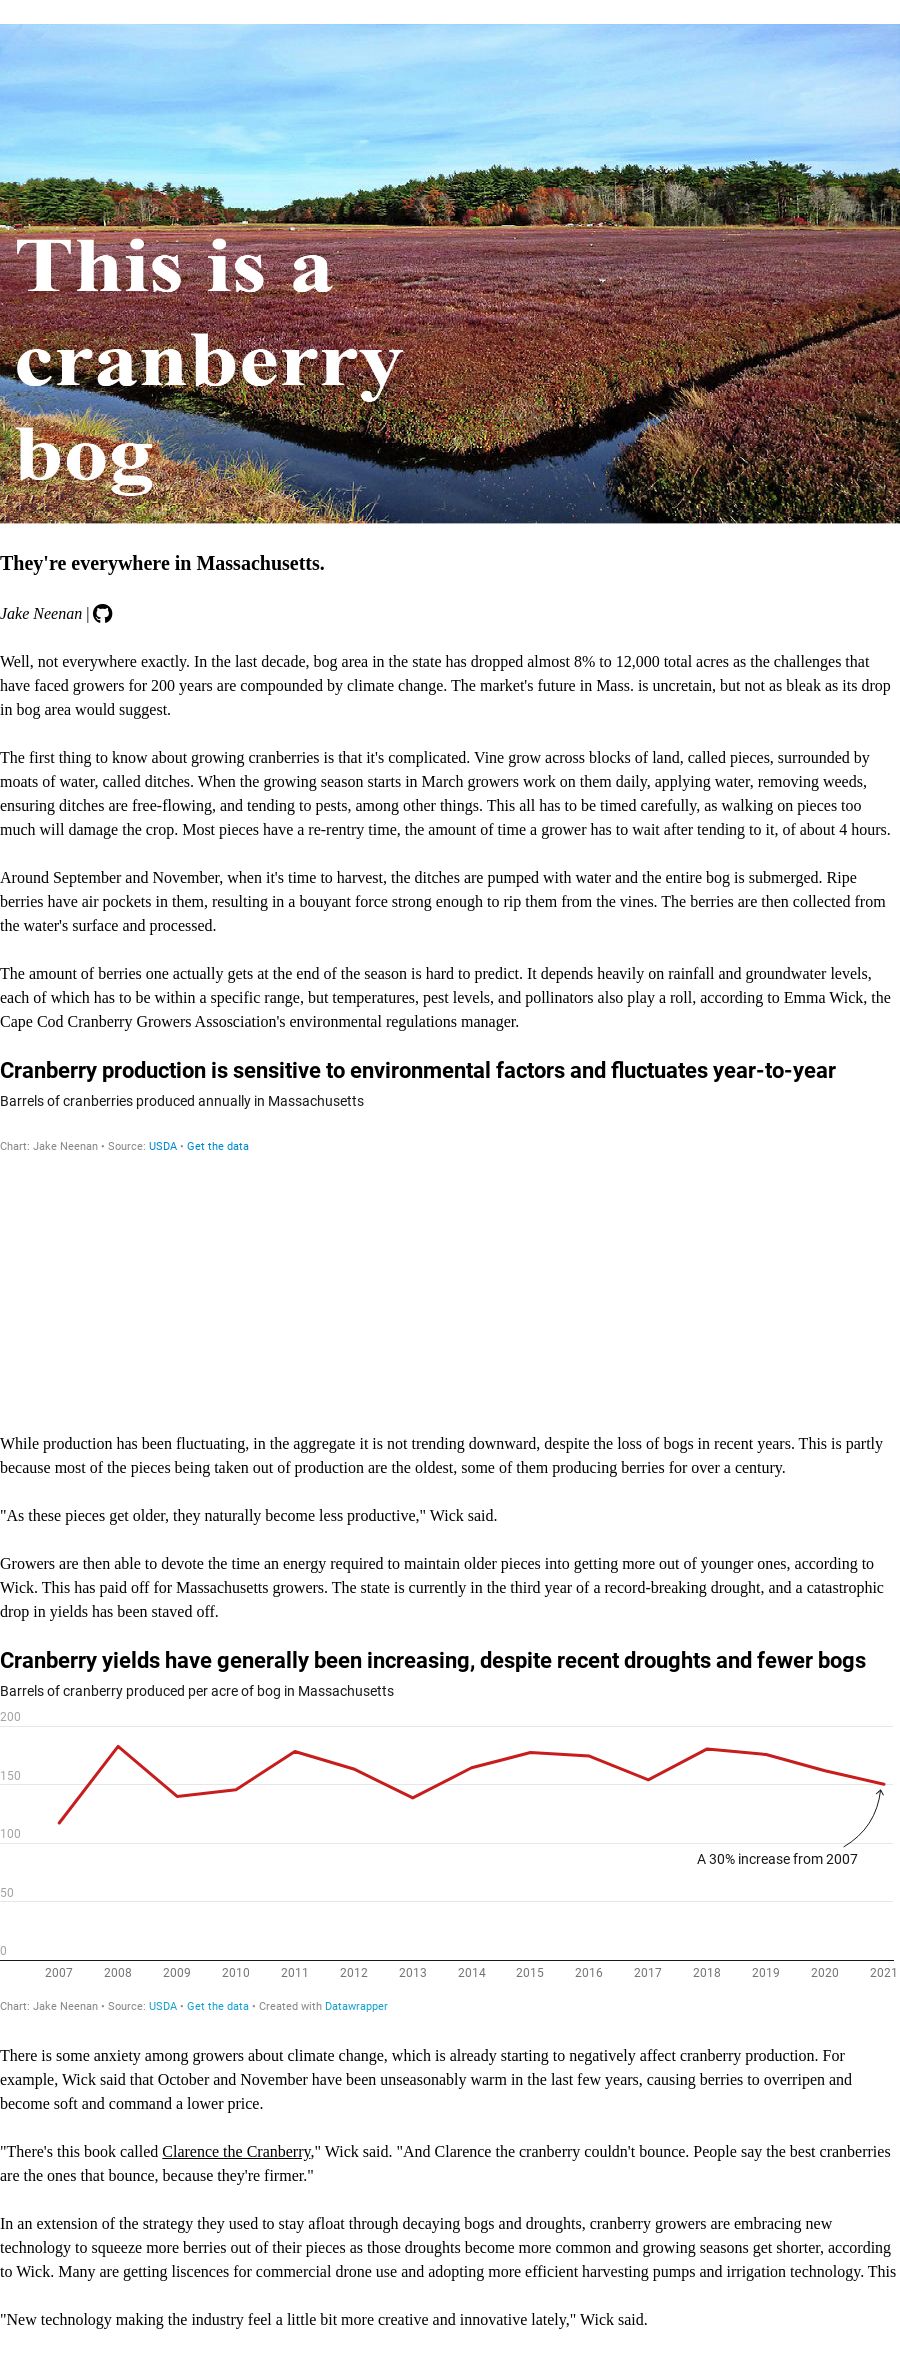 This is a
cranberry
bog
They're everywhere in Massachusetts.
Jake Neenan |
Well, not everywhere exactly. In the last decade, bog area in the state has dropped almost 8% to 12,000 total acres as the challenges that
have faced growers for 200 years are compounded by climate change. The market's future in Mass. is uncretain, but not as bleak as its drop
in bog area would suggest.
The first thing to know about growing cranberries is that it's complicated. Vine grow across blocks of land, called pieces, surrounded by
moats of water, called ditches. When the growing season starts in March growers work on them daily, applying water, removing weeds,
ensuring ditches are free-flowing, and tending to pests, among other things. This all has to be timed carefully, as walking on pieces too
much will damage the crop. Most pieces have a re-rentry time, the amount of time a grower has to wait after tending to it, of about 4 hours.
Around September and November, when it's time to harvest, the ditches are pumped with water and the entire bog is submerged. Ripe
berries have air pockets in them, resulting in a bouyant force strong enough to rip them from the vines. The berries are then collected from
the water's surface and processed.
The amount of berries one actually gets at the end of the season is hard to predict. It depends heavily on rainfall and groundwater levels,
each of which has to be within a specific range, but temperatures, pest levels, and pollinators also play a roll, according to Emma Wick, the
Cape Cod Cranberry Growers Assosciation's environmental regulations manager.
Cranberry production is sensitive to environmental factors and fluctuates year-to-year
Barrels of cranberries produced annually in Massachusetts
Chart: Jake Neenan • Source: USDA • Get the data
While production has been fluctuating, in the aggregate it is not trending downward, despite the loss of bogs in recent years. This is partly
because most of the pieces being taken out of production are the oldest, some of them producing berries for over a century.
"As these pieces get older, they naturally become less productive," Wick said.
Growers are then able to devote the time an energy required to maintain older pieces into getting more out of younger ones, according to
Wick. This has paid off for Massachusetts growers. The state is currently in the third year of a record-breaking drought, and a catastrophic
drop in yields has been staved off.
Cranberry yields have generally been increasing, despite recent droughts and fewer bogs
Barrels of cranberry produced per acre of bog in Massachusetts
200
150
100
A 30% increase from 2007
50
0
2007 2008 2009 2010 2011 2012 2013 2014 2015 2016 2017 2018 2019 2020 2021
Chart: Jake Neenan • Source: USDA • Get the data • Created with Datawrapper
There is some anxiety among growers about climate change, which is already starting to negatively affect cranberry production. For
example, Wick said that October and November have been unseasonably warm in the last few years, causing berries to overripen and
become soft and command a lower price.
"There's this book called Clarence the Cranberry," Wick said. "And Clarence the cranberry couldn't bounce. People say the best cranberries
are the ones that bounce, because they're firmer."
In an extension of the strategy they used to stay afloat through decaying bogs and droughts, cranberry growers are embracing new
technology to squeeze more berries out of their pieces as those droughts become more common and growing seasons get shorter, according
to Wick. Many are getting liscences for commercial drone use and adopting more efficient harvesting pumps and irrigation technology. This
"New technology making the industry feel a little bit more creative and innovative lately," Wick said.